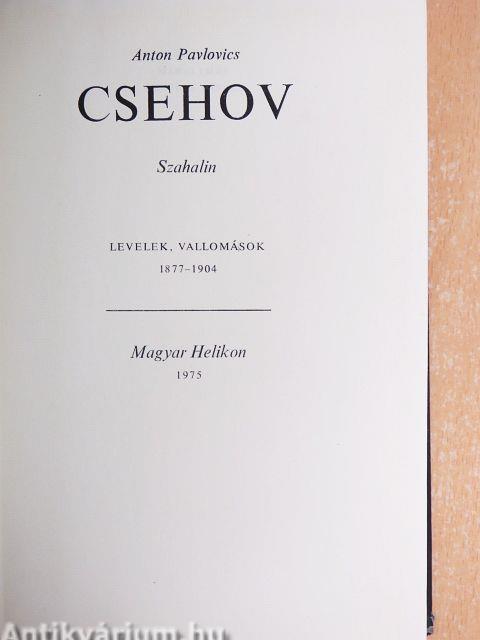 Anton Pavlovics
CSEHOV
Szahalin
LEVELEK, VALLOMÁSOK
1877–1904
Magyar Helikon
1975
Antikvárium.hu